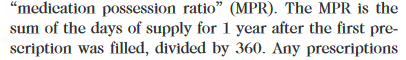 “medication possession ratio” (MPR). The MPR is the
sum of the days of supply for 1 year after the first pre-
scription was filled, divided by 360. Any prescriptions